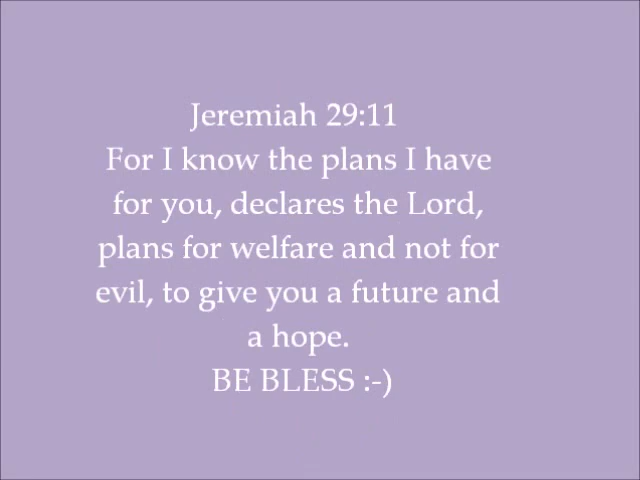 Jeremiah 29:11
For I know the plans I have
for you, declares the Lord,
plans for welfare and not for
evil, to give you a future and
a hope.
BE BLESS :-)